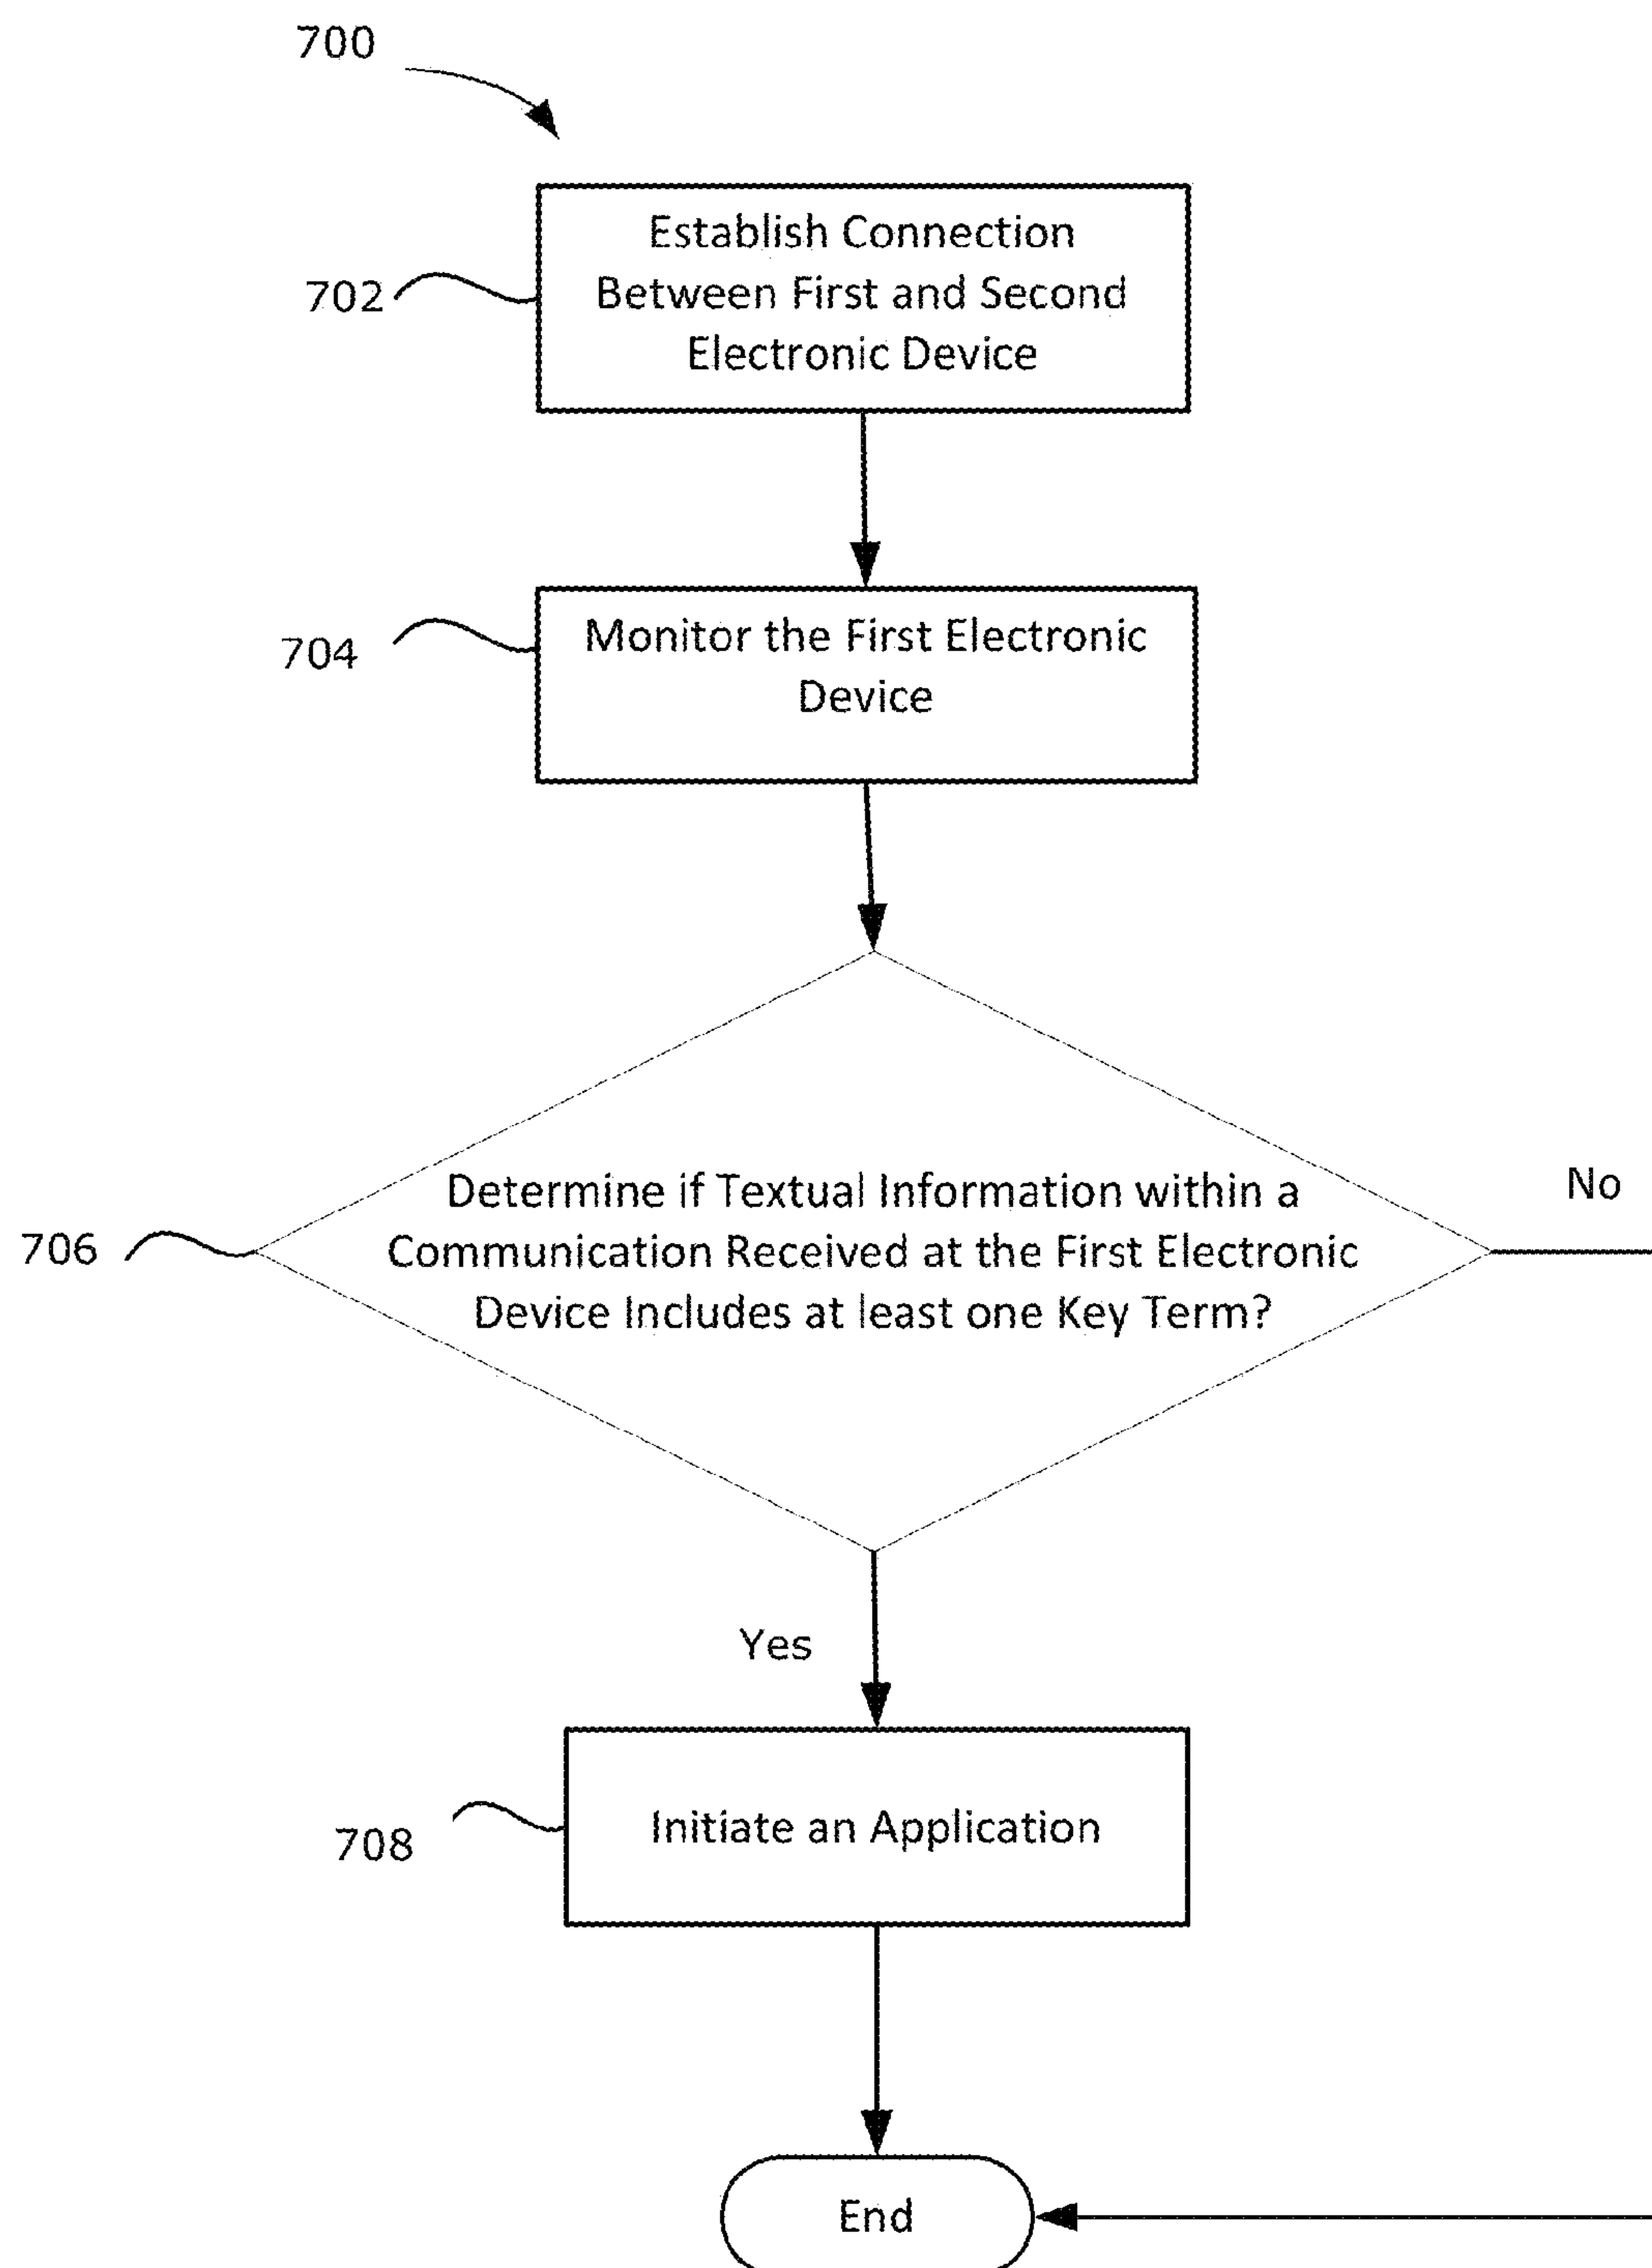 700
Establish Connection
Between First and Second
Electronic Device
702
Monitor the First Electronic
Device
704
Determine if Textual Information within a
Communication Received at the First Electronic
Device Includes at least one Key Term?
706
No
Yes
Initiate an Application
708
End